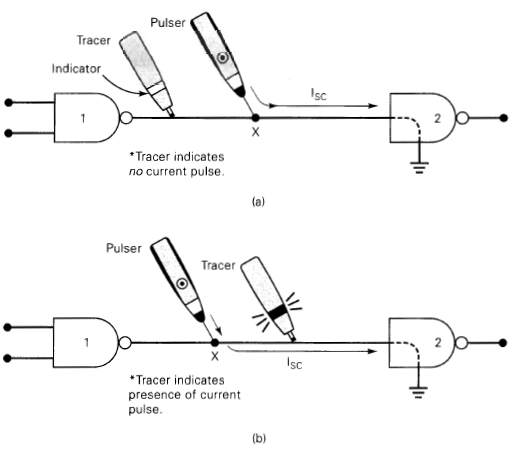 Pulser
Tracer
Indicator
I_SC
1
2
X
*Tracer indicates
no current pulse.
(a)
Pulser
Tracer
1
2
X
I_SC
*Tracer indicates
presence of current
pulse.
(b)